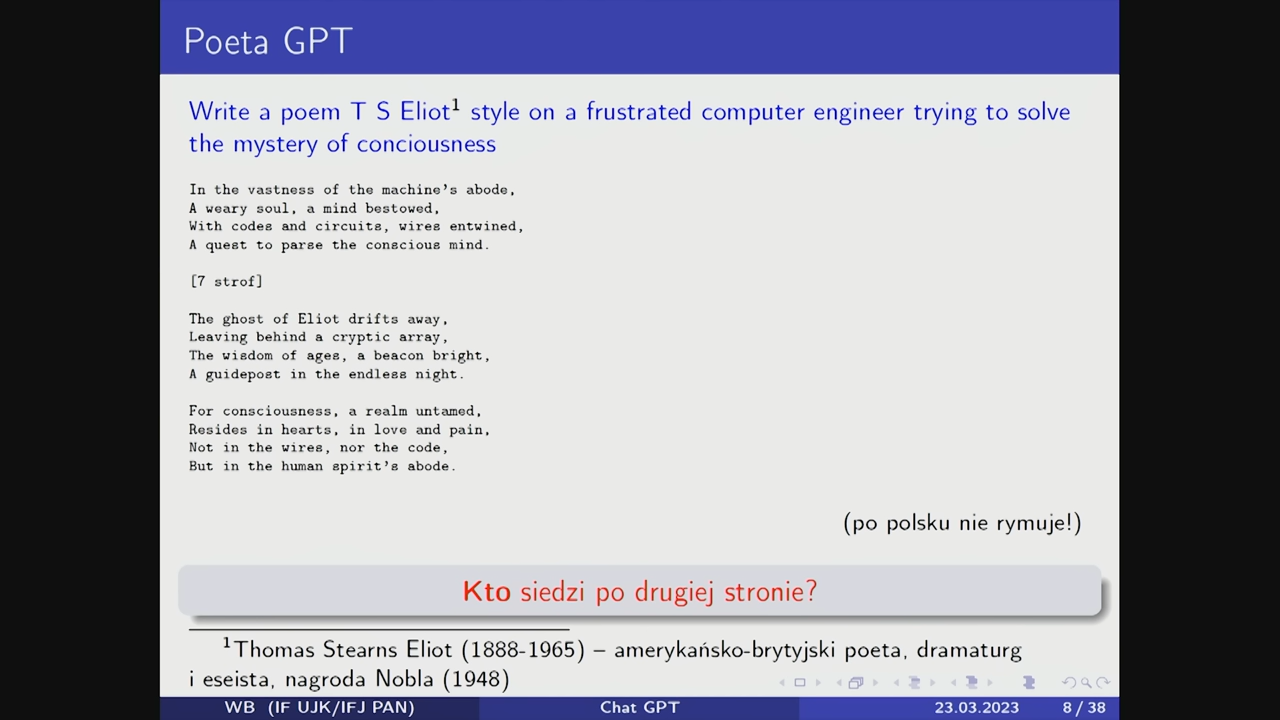 Poeta GPT
Write a poem T S Eliot¹ style on a frustrated computer engineer trying to solve
the mystery of conciousness
In the vastness of the machine's abode,
A weary soul, a mind bestowed,
With codes and circuits, wires entwined,
A quest to parse the conscious mind.
[7 strof]
The ghost of Eliot drifts away,
Leaving behind a cryptic array,
The wisdom of ages, a beacon bright,
A guidepost in the endless night.
For consciousness, a realm untamed,
Resides in hearts, in love and pain,
Not in the wires, nor the code,
But in the human spirit's abode.
(po polsku nie rymuje!)
Kto siedzi po drugiej stronie?
¹Thomas Stearns Eliot (1888-1965) – amerykańsko-brytyjski poeta, dramaturg
i eseista, nagroda Nobla (1948)
WB (IF UJK/IFJ PAN) Chat GPT 23.03.2023 8 / 38